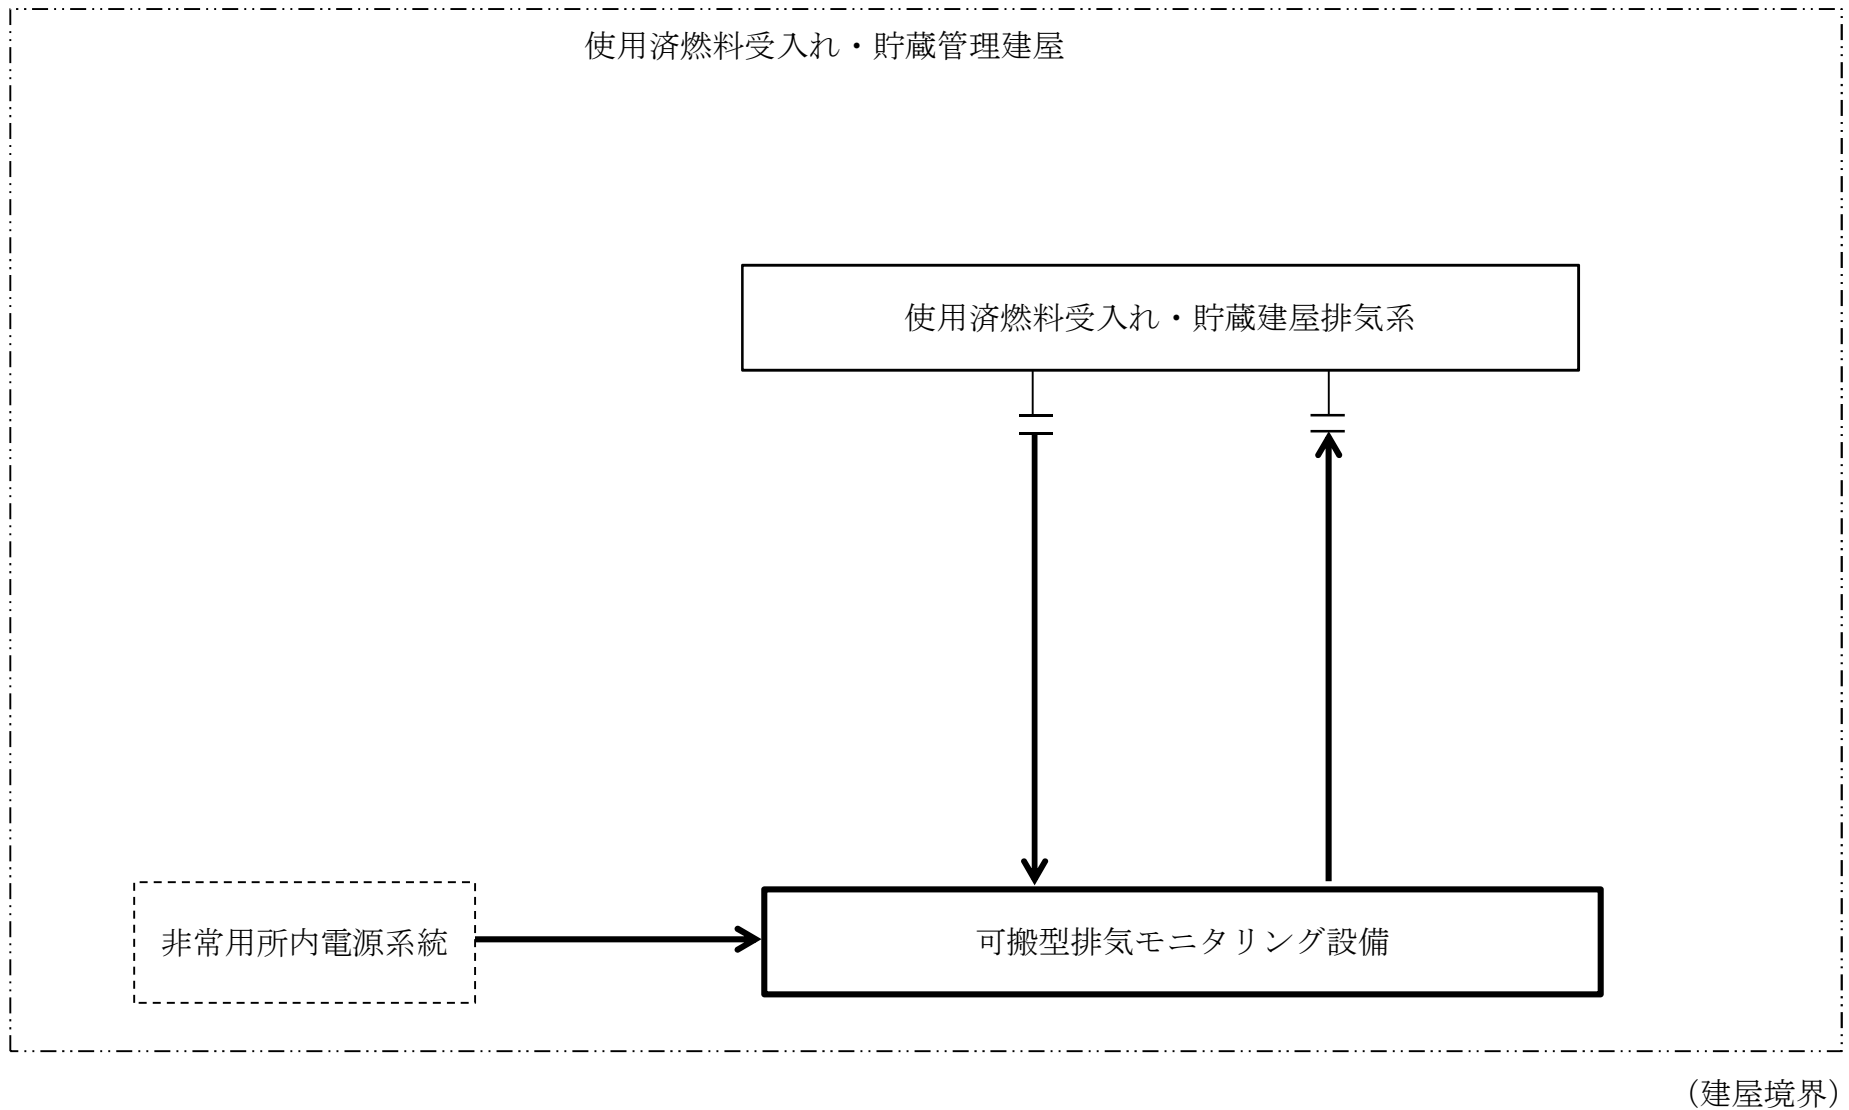 使用済燃料受入れ・貯蔵管理建屋
使用済燃料受入れ・貯蔵建屋排気系
非常用所内電源系統
可搬型排気モニタリング設備
（建屋境界）